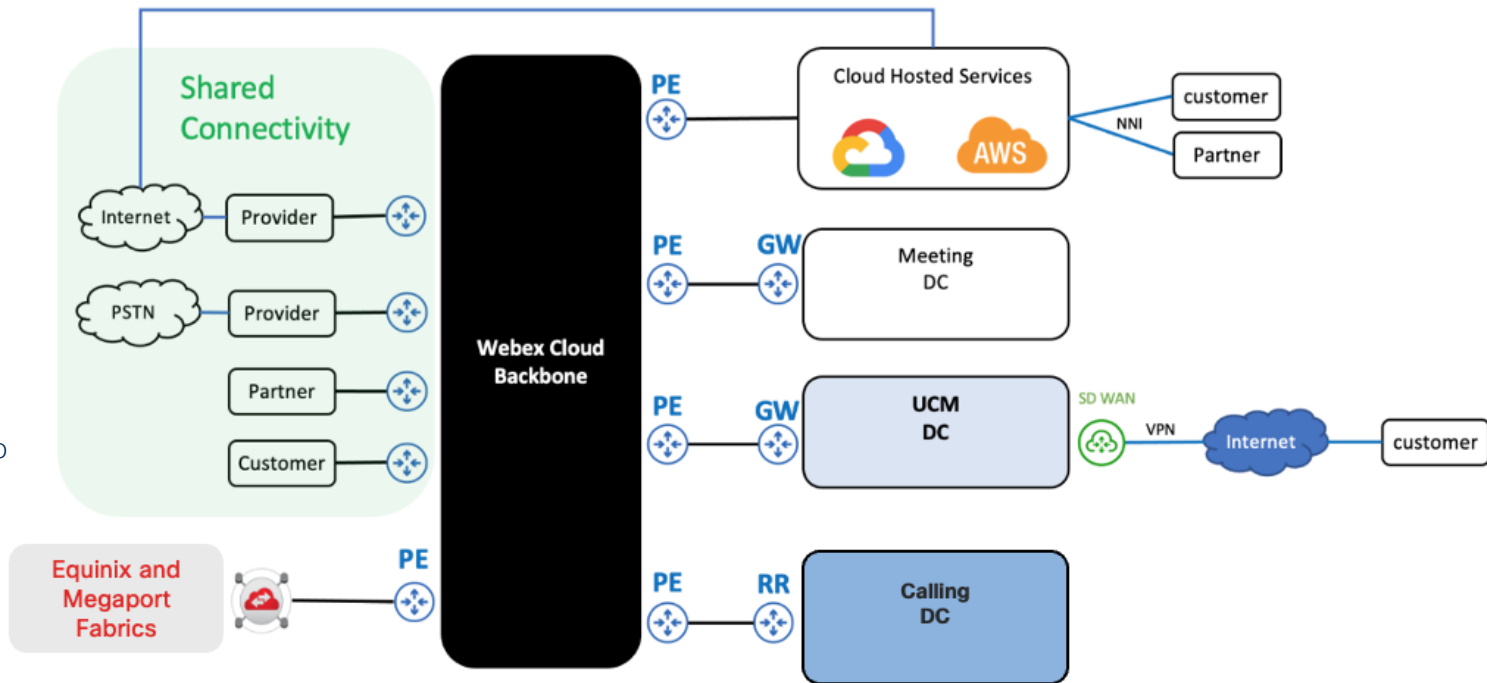 Shared
Connectivity
Internet
Provider
PSTN
Provider
Partner
Customer
Equinix and
Megaport
Fabrics
PE
Webex Cloud
Backbone
PE
Cloud Hosted Services
AWS
NNI
customer
Partner
PE
GW
Meeting
DC
PE
GW
UCM
DC
SD WAN
VPN
Internet
customer
PE
RR
Calling
DC